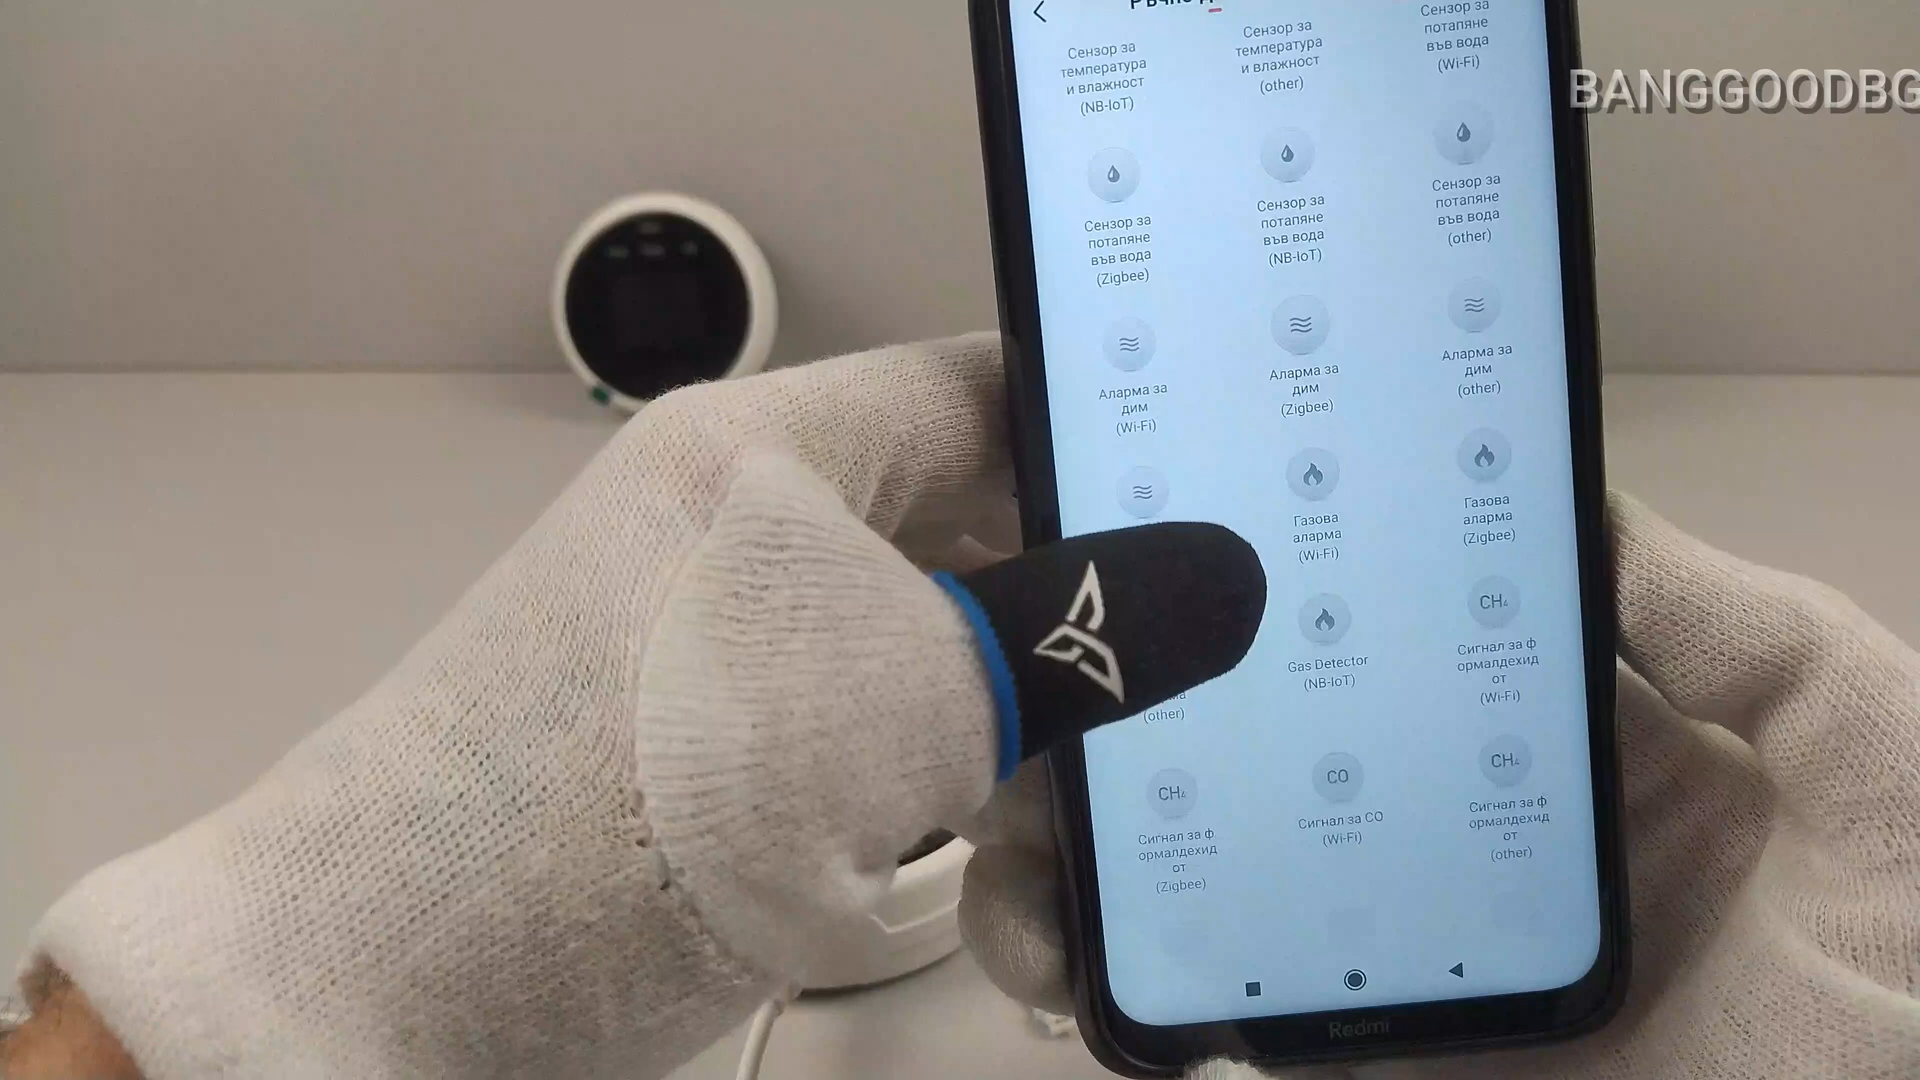 Ръчно
BANGGOODBG
Сензор за
температура
и влажност
(NB-IoT)
Сензор за
температура
и влажност
(other)
Сензор за
потапяне
във вода
(Wi-Fi)
Сензор за
потапяне
във вода
(Zigbee)
Сензор за
потапяне
във вода
(NB-IoT)
Сензор за
потапяне
във вода
(other)
Аларма за
дим
(Wi-Fi)
Аларма за
дим
(Zigbee)
Аларма за
дим
(other)
Газова
аларма
(Wi-Fi)
Газова
аларма
(Zigbee)
(other)
Gas Detector
(NB-IoT)
CH4
Сигнал за ф
ормалдехид
от
(Wi-Fi)
CH4
Сигнал за ф
ормалдехид
от
(Zigbee)
CO
Сигнал за CO
(Wi-Fi)
CH4
Сигнал за ф
ормалдехид
от
(other)
Redmi